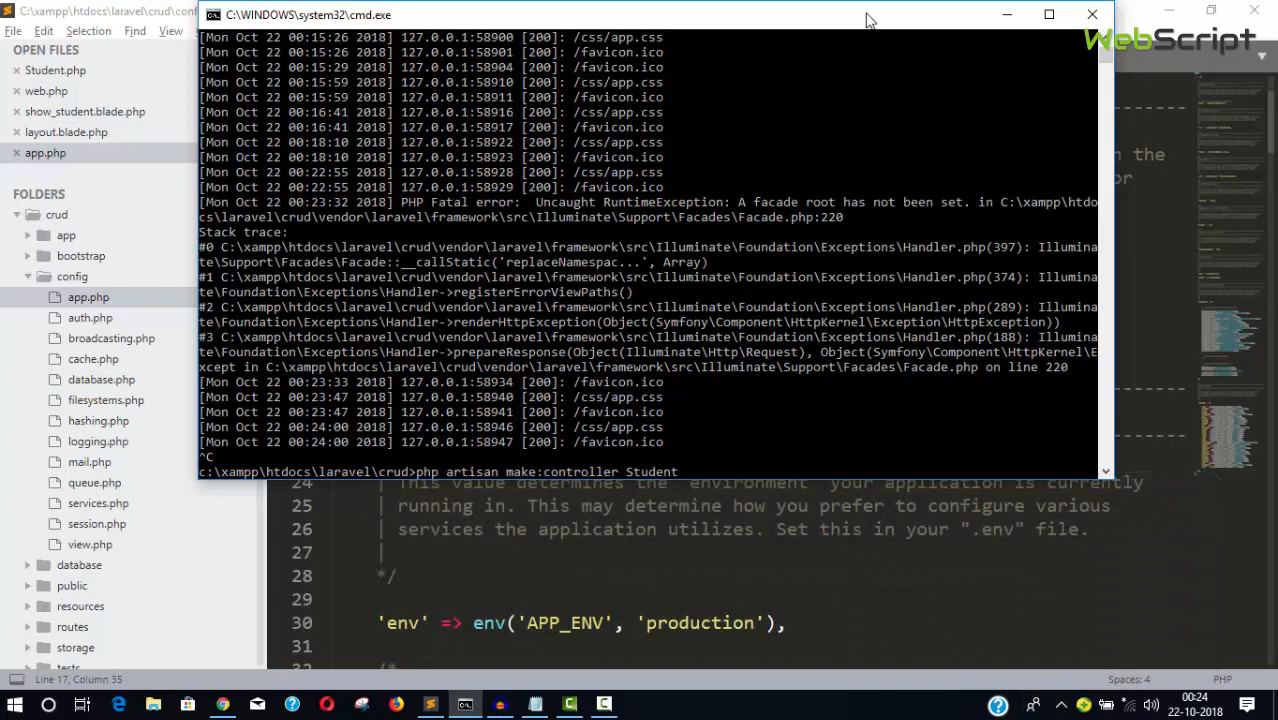 C:\xampp\htdocs\laravel\crud\conf
C:\WINDOWS\system32\cmd.exe
WebScript
File Edit Selection Find View
OPEN FILES
Student.php
web.php
show_student.blade.php
layout.blade.php
app.php
FOLDERS
crud
app
bootstrap
config
app.php
auth.php
broadcasting.php
cache.php
database.php
filesystems.php
hashing.php
logging.php
mail.php
queue.php
services.php
session.php
view.php
database
public
resources
routes
storage
tests
[Mon Oct 22 00:15:26 2018] 127.0.0.1:58900 [200]: /css/app.css
[Mon Oct 22 00:15:26 2018] 127.0.0.1:58901 [200]: /favicon.ico
[Mon Oct 22 00:15:29 2018] 127.0.0.1:58904 [200]: /favicon.ico
[Mon Oct 22 00:15:59 2018] 127.0.0.1:58910 [200]: /css/app.css
[Mon Oct 22 00:15:59 2018] 127.0.0.1:58911 [200]: /favicon.ico
[Mon Oct 22 00:16:41 2018] 127.0.0.1:58916 [200]: /css/app.css
[Mon Oct 22 00:16:41 2018] 127.0.0.1:58917 [200]: /favicon.ico
[Mon Oct 22 00:18:10 2018] 127.0.0.1:58922 [200]: /css/app.css
[Mon Oct 22 00:18:10 2018] 127.0.0.1:58923 [200]: /favicon.ico
[Mon Oct 22 00:22:55 2018] 127.0.0.1:58928 [200]: /css/app.css
[Mon Oct 22 00:22:55 2018] 127.0.0.1:58929 [200]: /favicon.ico
[Mon Oct 22 00:23:32 2018] PHP Fatal error:  Uncaught RuntimeException: A facade root has not been set. in C:\xampp\htdo
cs\laravel\crud\vendor\laravel\framework\src\Illuminate\Support\Facades\Facade.php:220
Stack trace:
#0 C:\xampp\htdocs\laravel\crud\vendor\laravel\framework\src\Illuminate\Foundation\Exceptions\Handler.php(397): Illumina
te\Support\Facades\Facade::__callStatic('replaceNamespac...', Array)
#1 C:\xampp\htdocs\laravel\crud\vendor\laravel\framework\src\Illuminate\Foundation\Exceptions\Handler.php(374): Illumina
te\Foundation\Exceptions\Handler->registerErrorViewPaths()
#2 C:\xampp\htdocs\laravel\crud\vendor\laravel\framework\src\Illuminate\Foundation\Exceptions\Handler.php(289): Illumina
te\Foundation\Exceptions\Handler->renderHttpException(Object(Symfony\Component\HttpKernel\Exception\HttpException))
#3 C:\xampp\htdocs\laravel\crud\vendor\laravel\framework\src\Illuminate\Foundation\Exceptions\Handler.php(188): Illumina
te\Foundation\Exceptions\Handler->prepareResponse(Object(Illuminate\Http\Request), Object(Symfony\Component\HttpKernel\E
xcept in C:\xampp\htdocs\laravel\crud\vendor\laravel\framework\src\Illuminate\Support\Facades\Facade.php on line 220
[Mon Oct 22 00:23:33 2018] 127.0.0.1:58934 [200]: /favicon.ico
[Mon Oct 22 00:23:47 2018] 127.0.0.1:58940 [200]: /css/app.css
[Mon Oct 22 00:23:47 2018] 127.0.0.1:58941 [200]: /favicon.ico
[Mon Oct 22 00:24:00 2018] 127.0.0.1:58946 [200]: /css/app.css
[Mon Oct 22 00:24:00 2018] 127.0.0.1:58947 [200]: /favicon.ico
^C
c:\xampp\htdocs\laravel\crud>php artisan make:controller Student
the
or
24 | This value determines the "environment" your application is currently
25 | running in. This may determine how you prefer to configure various
26 | services the application utilizes. Set this in your ".env" file.
27 |
28 */
29
30 'env' => env('APP_ENV', 'production'),
31
32 /*
Line 17, Column 35
Spaces: 4
PHP
00:24
22-10-2018